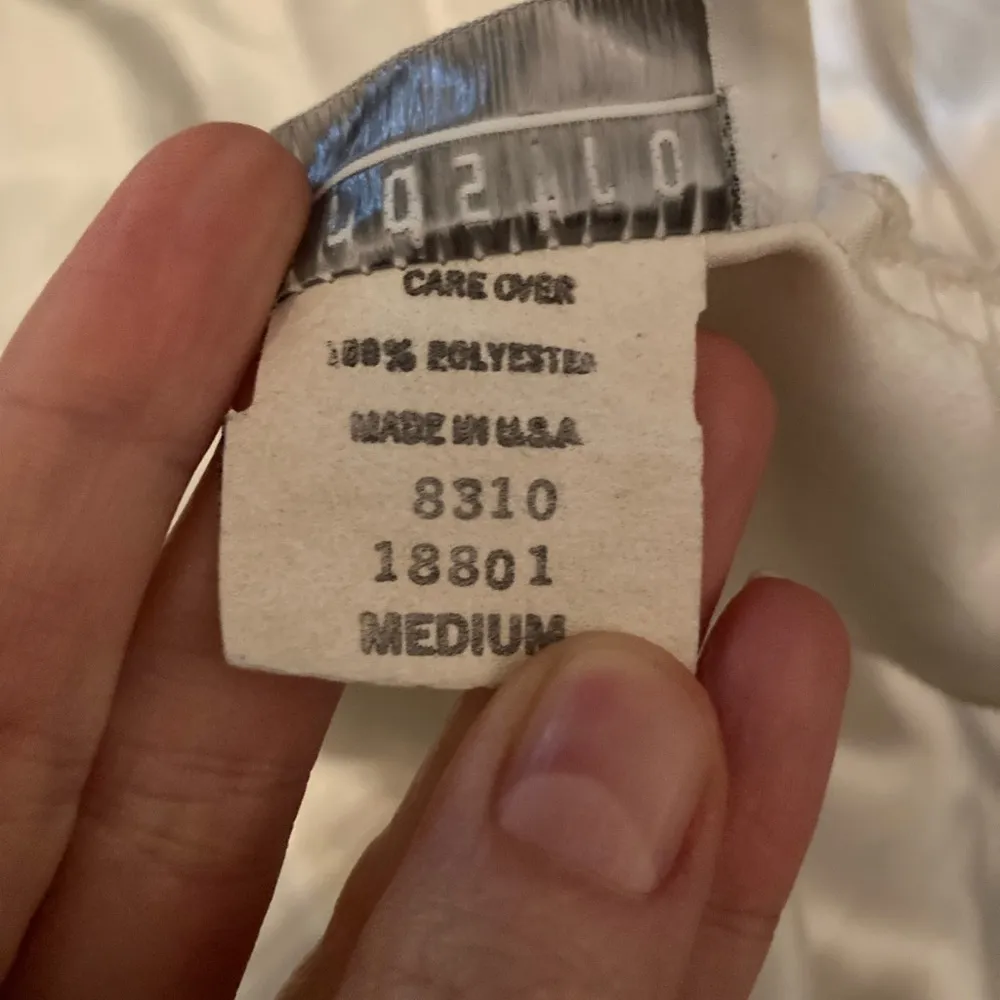 CARE OVER
100% POLYESTER
MADE IN U.S.A.
8310
18801
MEDIUM